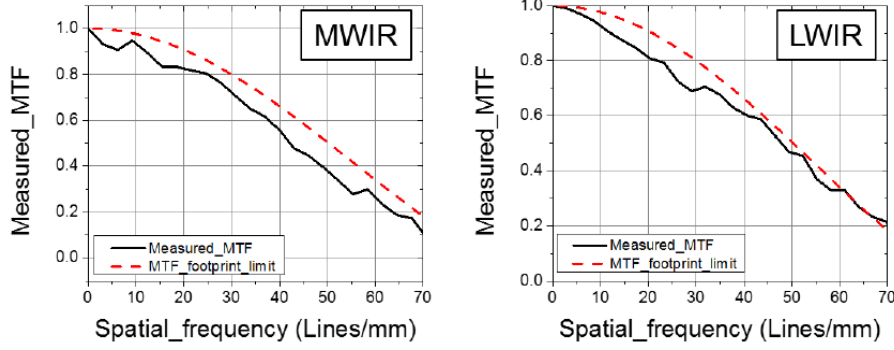 MWIR
Measured_MTF
1.0
0.8
0.6
0.4
0.2
0.0
Measured_MTF
MTF_footprint_limit
0 10 20 30 40 50 60 70
Spatial_frequency (Lines/mm)
LWIR
Measured_MTF
1.0
0.8
0.6
0.4
0.2
0.0
Measured_MTF
MTF_footprint_limit
0 10 20 30 40 50 60 70
Spatial_frequency (Lines/mm)